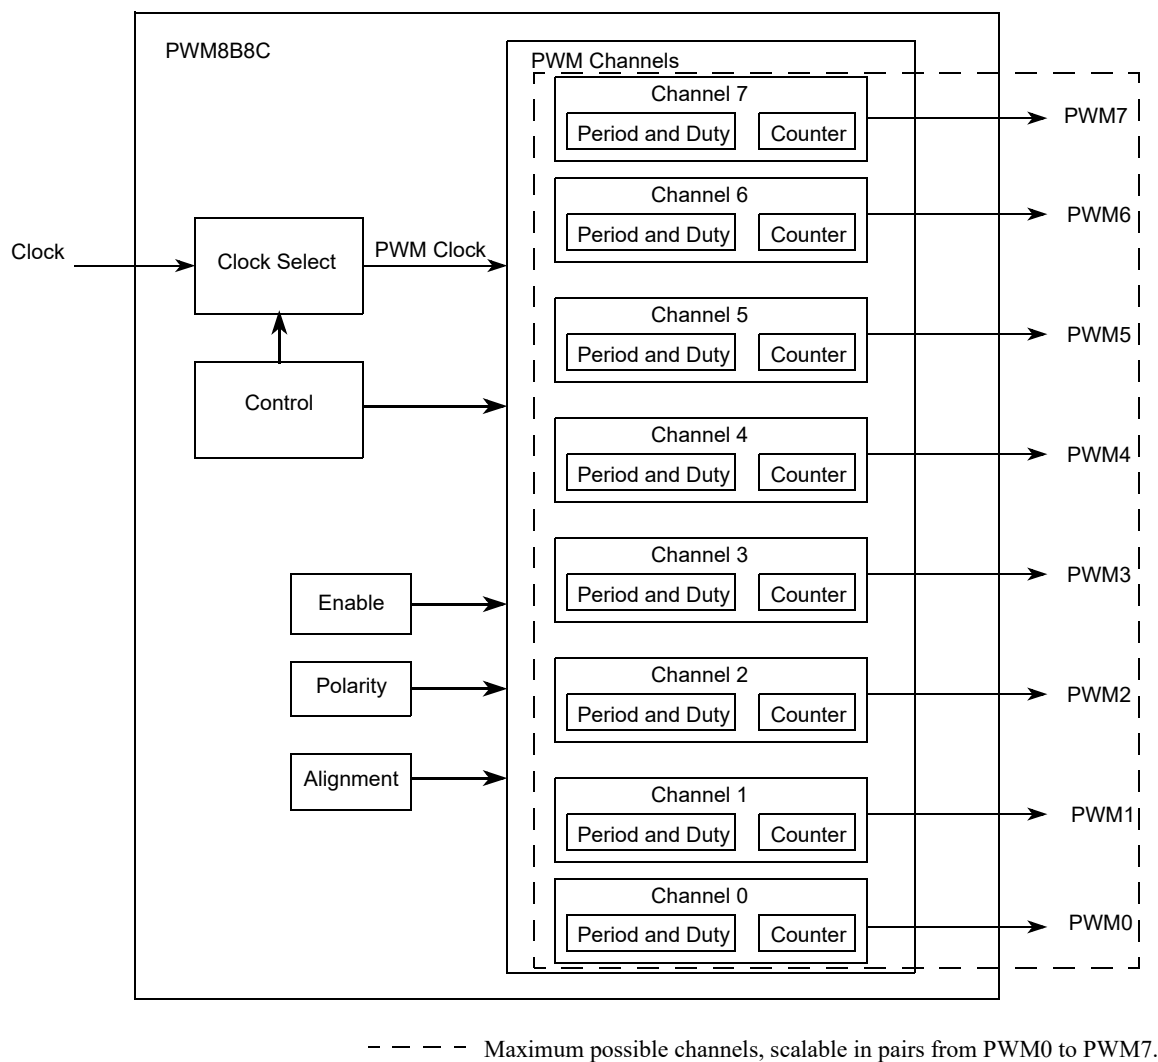 PWM8B8C
PWM Channels
Channel 7
Period and Duty
Counter
PWM7
Channel 6
Period and Duty
Counter
PWM6
Clock
Clock Select
PWM Clock
Channel 5
Period and Duty
Counter
PWM5
Control
Channel 4
Period and Duty
Counter
PWM4
Channel 3
Period and Duty
Counter
PWM3
Enable
Channel 2
Period and Duty
Counter
PWM2
Polarity
Alignment
Channel 1
Period and Duty
Counter
PWM1
Channel 0
Period and Duty
Counter
PWM0
Maximum possible channels, scalable in pairs from PWM0 to PWM7.